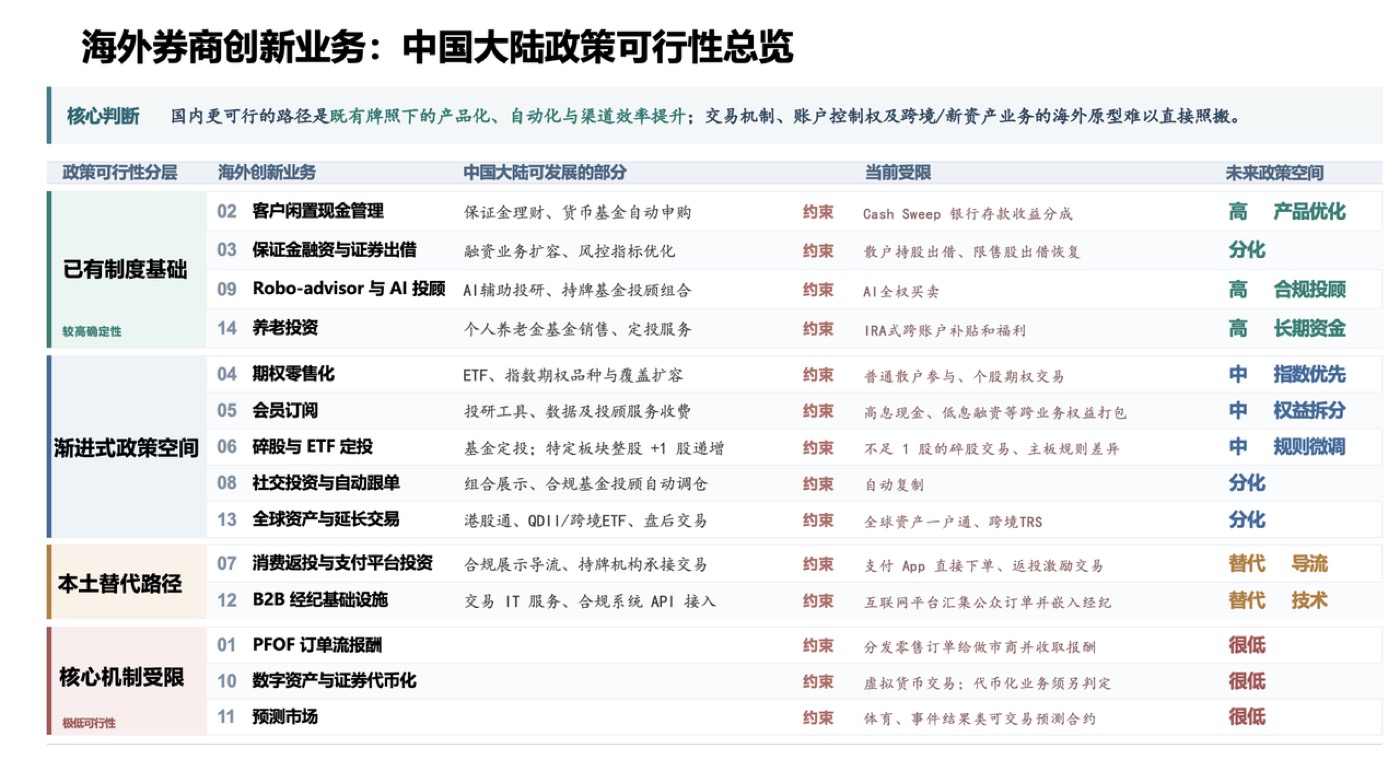 海外券商创新业务：中国大陆政策可行性总览
核心判断 国内更可行的路径是既有牌照下的产品化、自动化与渠道效率提升；交易机制、账户控制权及跨境/新资产业务的海外原型难以直接照搬。
政策可行性分层 海外创新业务 中国大陆可发展的部分 当前受限 未来政策空间
已有制度基础
较高确定性
02 客户闲置现金管理 保证金理财、货币基金自动申购 约束 Cash Sweep 银行存款收益分成 高 产品优化
03 保证金融资与证券出借 融资业务扩容、风控指标优化 约束 散户持股出借、限售股出借恢复 分化
09 Robo-advisor 与 AI 投顾 AI辅助投研、持牌基金投顾组合 约束 AI全权买卖 高 合规投顾
14 养老投资 个人养老金基金销售、定投服务 约束 IRA式跨账户补贴和福利 高 长期资金
渐进式政策空间
04 期权零售化 ETF、指数期权品种与覆盖扩容 约束 普通散户参与、个股期权交易 中 指数优先
05 会员订阅 投研工具、数据及投顾服务收费 约束 高息现金、低息融资等跨业务权益打包 中 权益拆分
06 碎股与 ETF 定投 基金定投；特定板块整股 +1 股递增 约束 不足 1 股的碎股交易、主板规则差异 中 规则微调
08 社交投资与自动跟单 组合展示、合规基金投顾自动调仓 约束 自动复制 分化
13 全球资产与延长交易 港股通、QDII/跨境ETF、盘后交易 约束 全球资产一户通、跨境TRS 分化
本土替代路径
07 消费返投与支付平台投资 合规展示导流、持牌机构承接交易 约束 支付 App 直接下单、返投激励交易 替代 导流
12 B2B 经纪基础设施 交易 IT 服务、合规系统 API 接入 约束 互联网平台汇集公众订单并嵌入经纪 替代 技术
核心机制受限
极低可行性
01 PFOF 订单流报酬 约束 分发零售订单给做市商并收取报酬 很低
10 数字资产与证券代币化 约束 虚拟货币交易；代币化业务须另判定 很低
11 预测市场 约束 体育、事件结果类可交易预测合约 很低